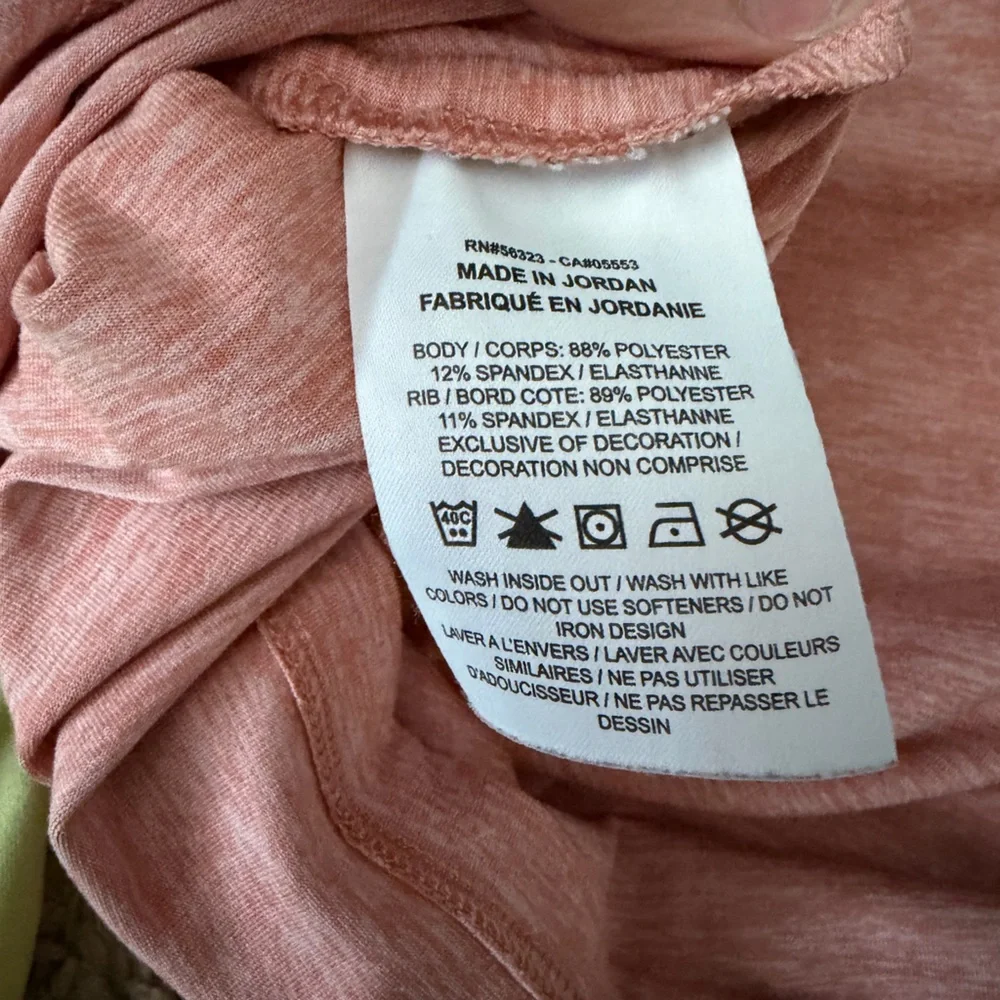 RN#56323 - CA#05553
MADE IN JORDAN
FABRIQUÉ EN JORDANIE
BODY / CORPS: 88% POLYESTER
12% SPANDEX / ELASTHANNE
RIB / BORD COTE: 89% POLYESTER
11% SPANDEX / ELASTHANNE
EXCLUSIVE OF DECORATION /
DECORATION NON COMPRISE
40C
WASH INSIDE OUT / WASH WITH LIKE
COLORS / DO NOT USE SOFTENERS / DO NOT
IRON DESIGN
LAVER A L'ENVERS / LAVER AVEC COULEURS
SIMILAIRES / NE PAS UTILISER
D'ADOUCISSEUR / NE PAS REPASSER LE
DESSIN